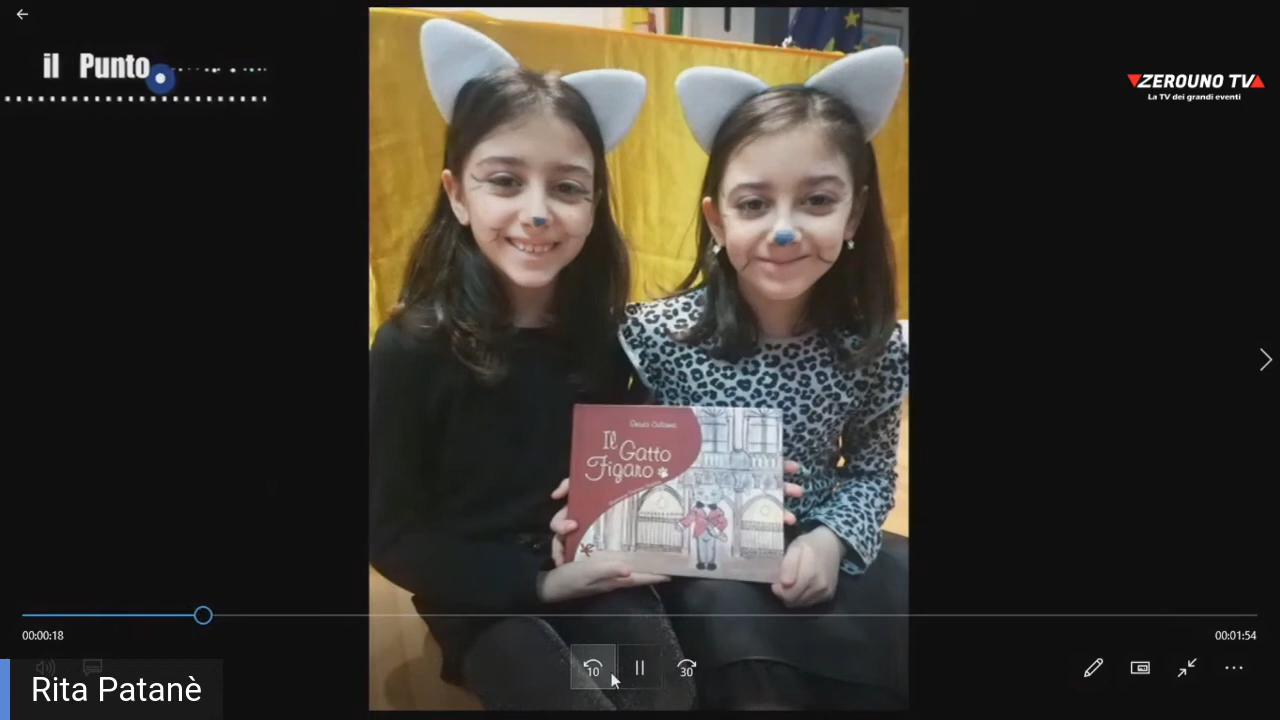 il Punto
ZEROUNO TV
La TV dei grandi eventi
Il
Gatto
Figaro
00:00:18
00:01:54
10
30
Rita Patanè